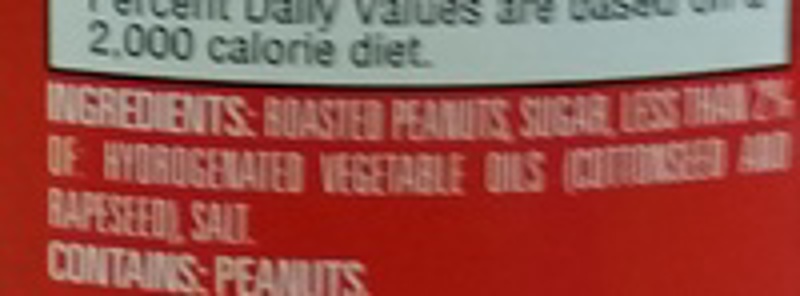 Percent Daily Values are based on a
2,000 calorie diet.
INGREDIENTS: ROASTED PEANUTS, SUGAR, LESS THAN 2%
OF HYDROGENATED VEGETABLE OILS (COTTONSEED AND
RAPESEED), SALT.
CONTAINS: PEANUTS.